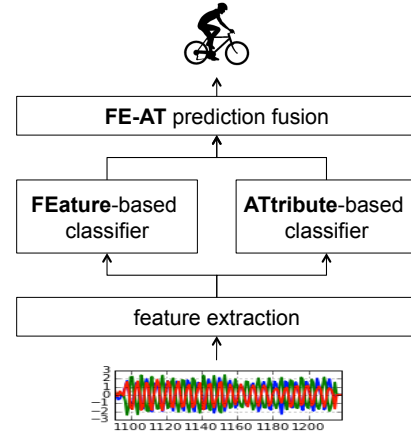 FE-AT prediction fusion
FEature-based
classifier
ATtribute-based
classifier
feature extraction
3
2
1
0
−1
−2
−3
1100 1120 1140 1160 1180 1200